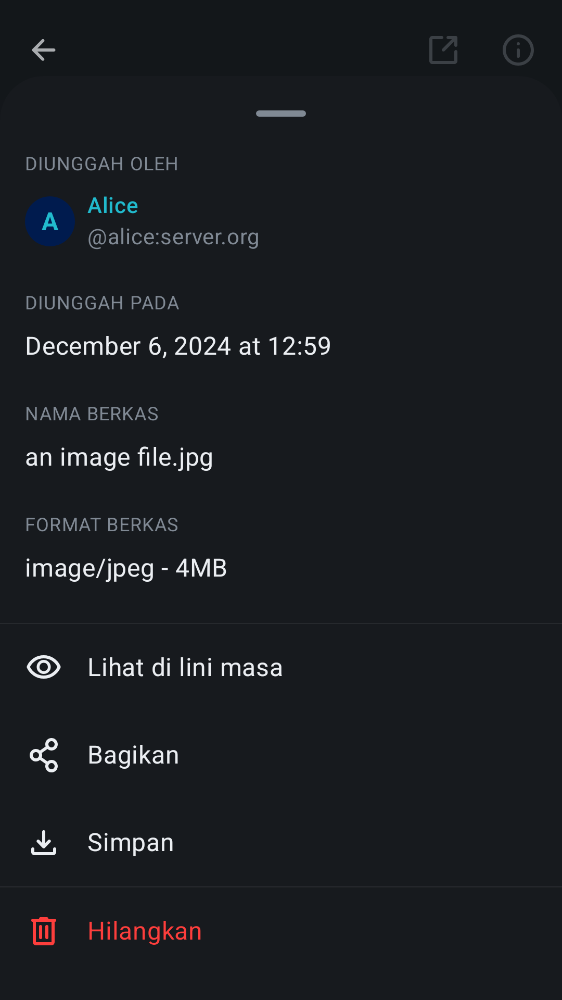 DIUNGGAH OLEH
A
Alice
@alice:server.org
DIUNGGAH PADA
December 6, 2024 at 12:59
NAMA BERKAS
an image file.jpg
FORMAT BERKAS
image/jpeg - 4MB
Lihat di lini masa
Bagikan
Simpan
Hilangkan